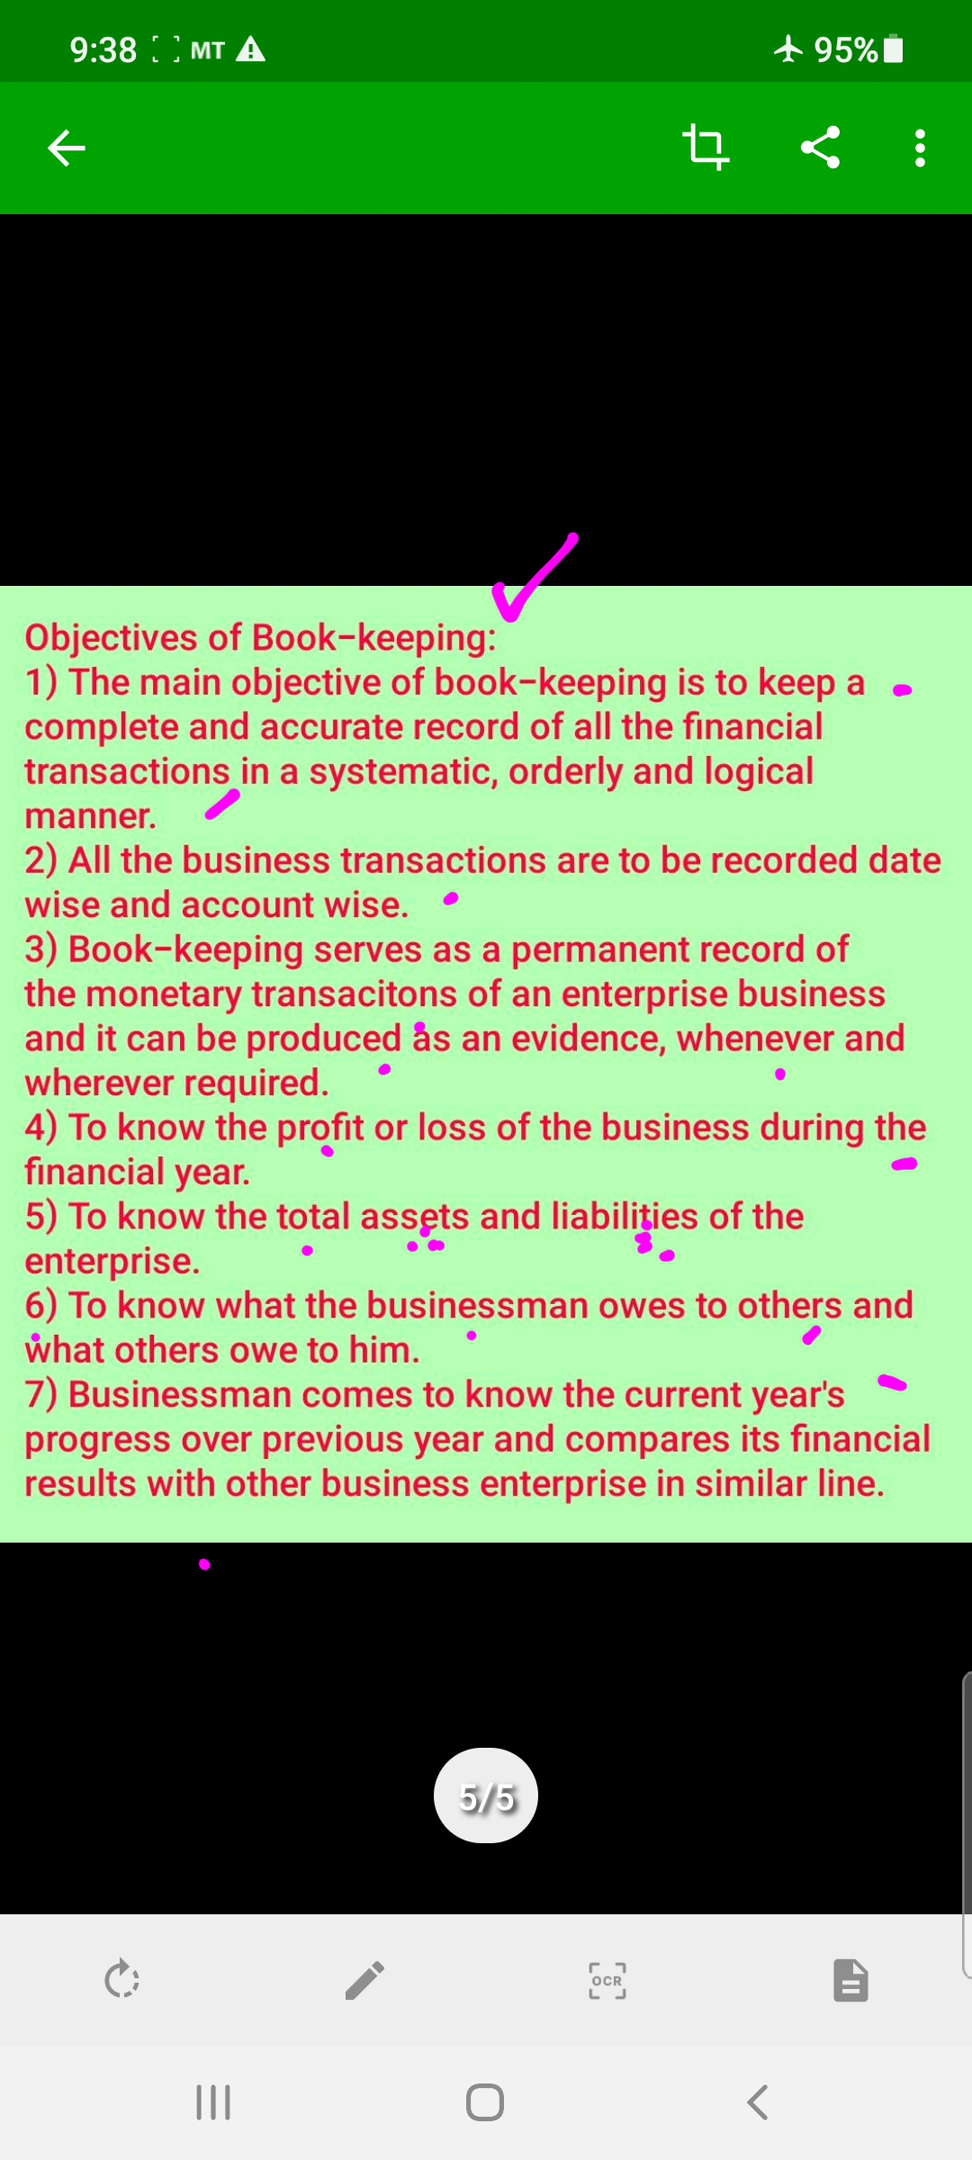 9:38 MT 95%
Objectives of Book-keeping:
1) The main objective of book-keeping is to keep a
complete and accurate record of all the financial
transactions in a systematic, orderly and logical
manner.
2) All the business transactions are to be recorded date
wise and account wise.
3) Book-keeping serves as a permanent record of
the monetary transacitons of an enterprise business
and it can be produced as an evidence, whenever and
wherever required.
4) To know the profit or loss of the business during the
financial year.
5) To know the total assets and liabilities of the
enterprise.
6) To know what the businessman owes to others and
what others owe to him.
7) Businessman comes to know the current year's
progress over previous year and compares its financial
results with other business enterprise in similar line.
5/5
OCR